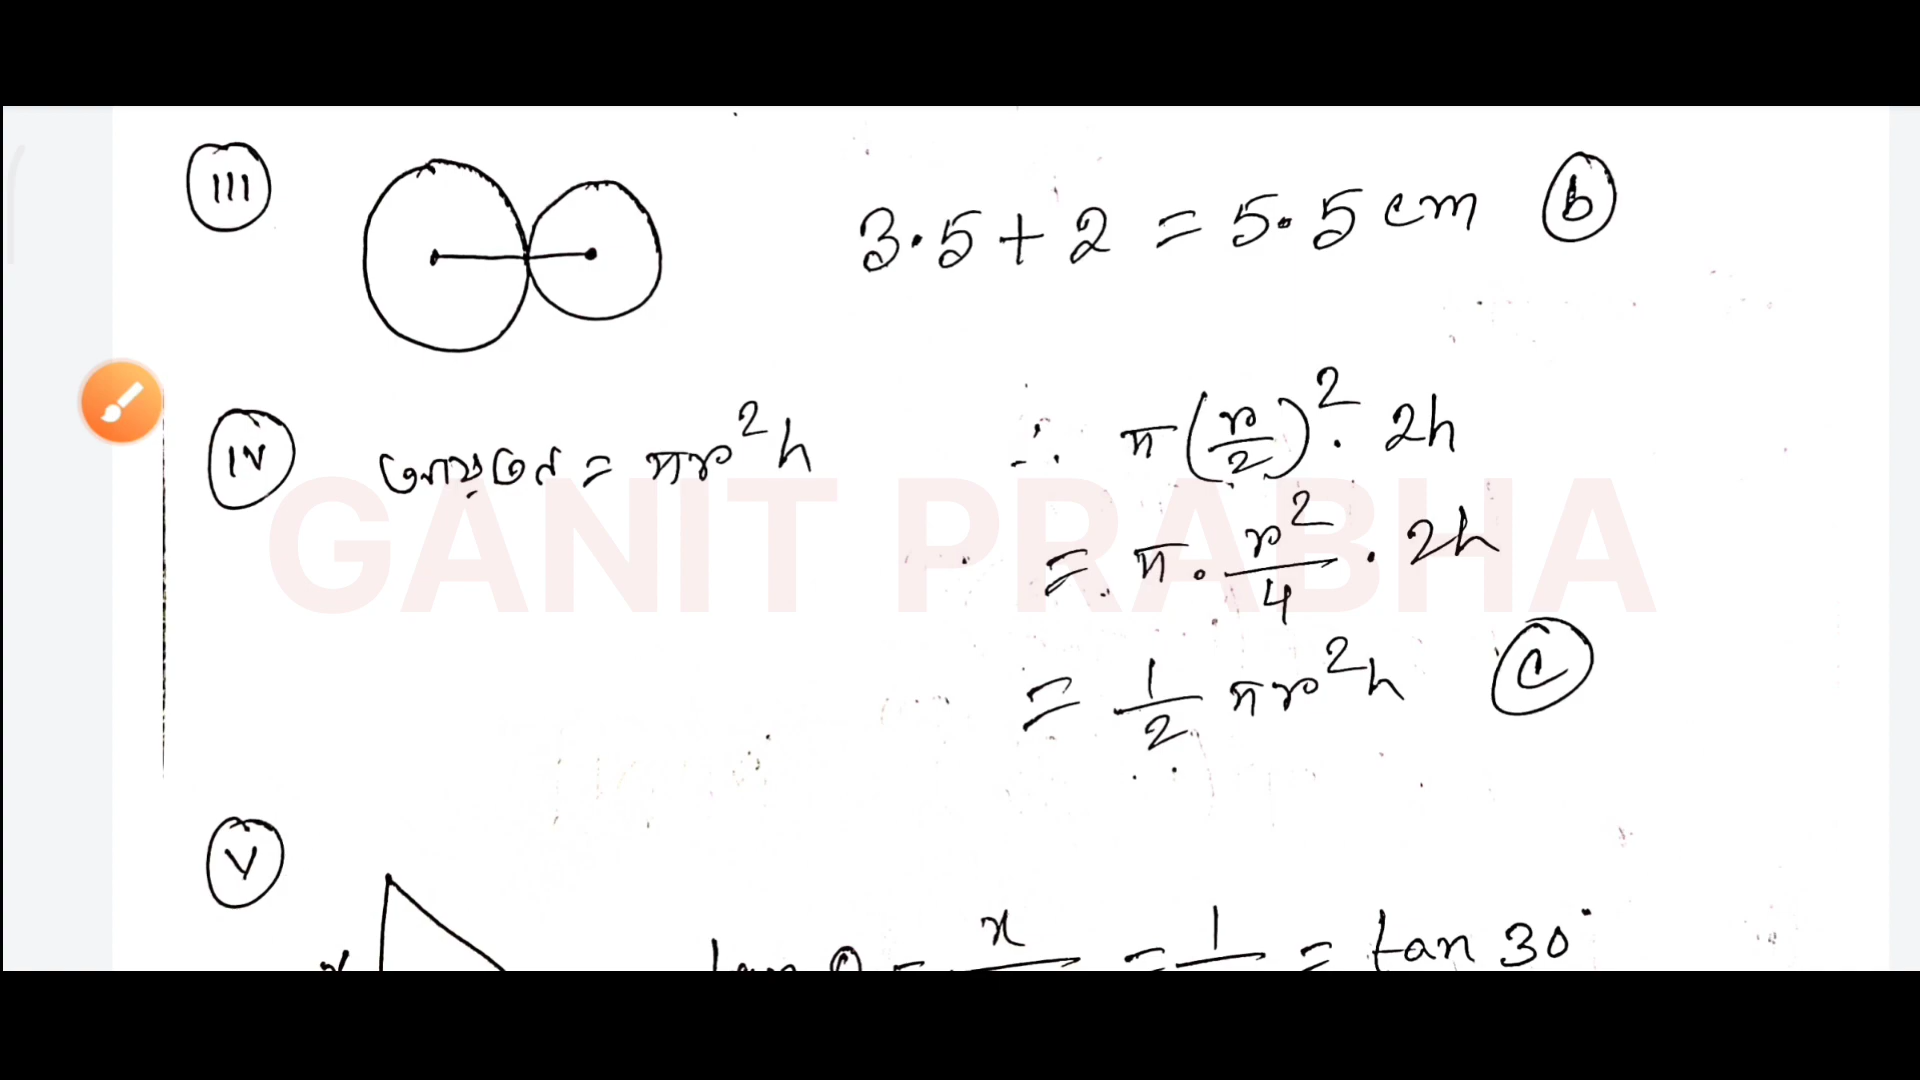 (iii) 3.5 + 2 = 5.5 cm (b)
(iv) আয়তন = πr²h ∴ π(r/2)² . 2h
= π . r²/4 . 2h
= 1/2 πr²h (c)
GANIT PRABHA
(v)
x = 1 = tan 30°